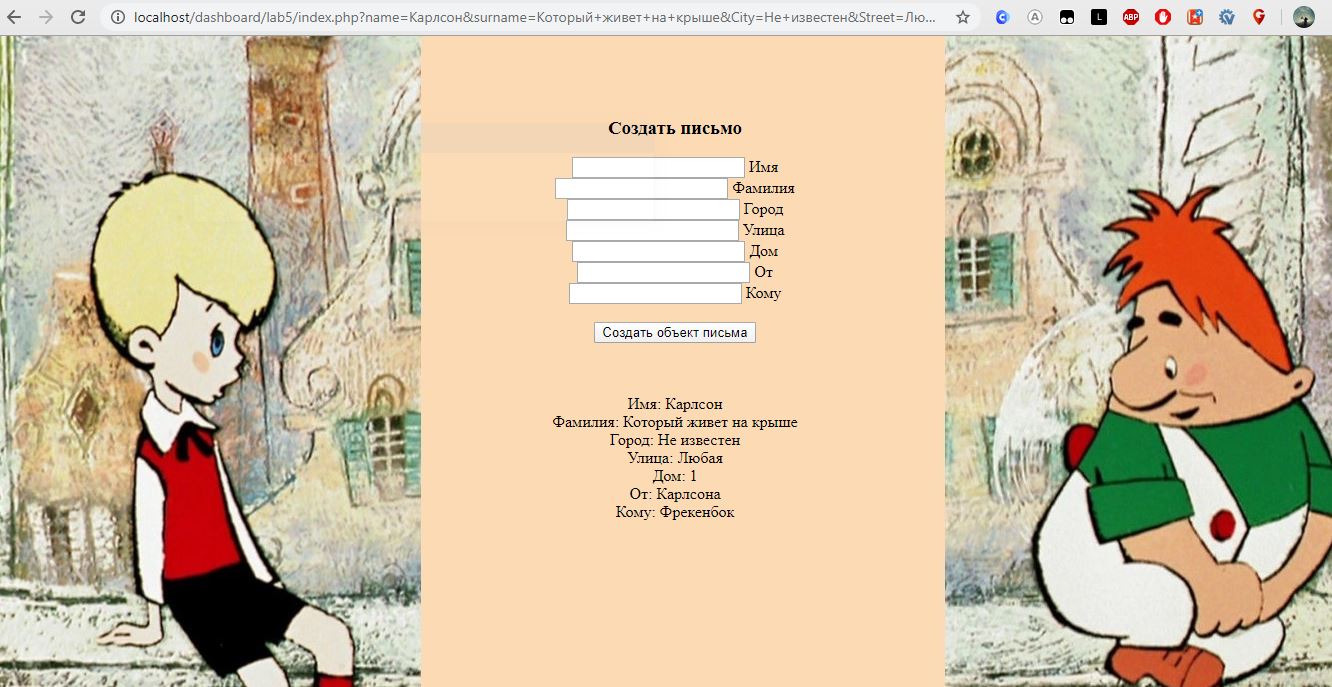 localhost/dashboard/lab5/index.php?name=Карлсон&surname=Который+живет+на+крыше&City=Не+известен&Street=Лю...
Создать письмо
Имя
Фамилия
Город
Улица
Дом
От
Кому
Создать объект письма
Имя: Карлсон
Фамилия: Который живет на крыше
Город: Не известен
Улица: Любая
Дом: 1
От: Карлсона
Кому: Фрекенбок